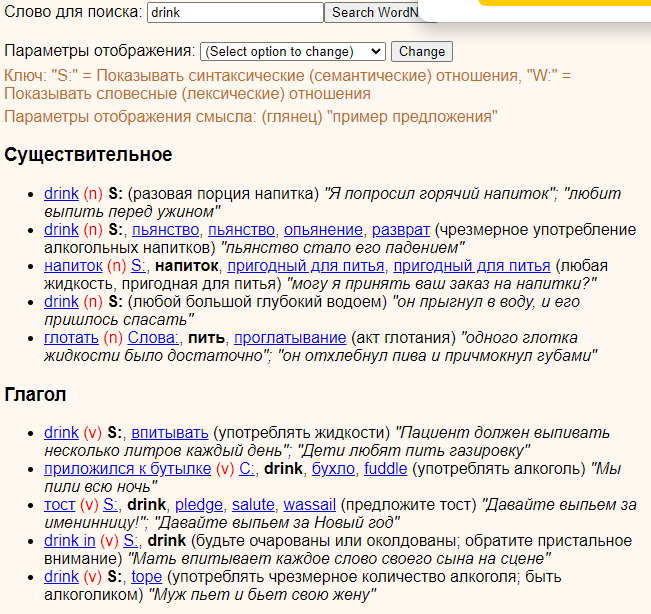 Слово для поиска: drink Search WordN
Параметры отображения: (Select option to change) Change
Ключ: "S:" = Показывать синтаксические (семантические) отношения, "W:" =
Показывать словесные (лексические) отношения
Параметры отображения смысла: (глянец) "пример предложения"
Существительное
• drink (n) S: (разовая порция напитка) "Я попросил горячий напиток"; "любит
выпить перед ужином"
• drink (n) S:, пьянство, пьянство, опьянение, разврат (чрезмерное употребление
алкогольных напитков) "пьянство стало его падением"
• напиток (n) S:, напиток, пригодный для питья, пригодный для питья (любая
жидкость, пригодная для питья) "могу я принять ваш заказ на напитки?"
• drink (n) S: (любой большой глубокий водоем) "он прыгнул в воду, и его
пришлось спасать"
• глотать (n) Слова:, пить, проглатывание (акт глотания) "одного глотка
жидкости было достаточно"; "он отхлебнул пива и причмокнул губами"
Глагол
• drink (v) S:, впитывать (употреблять жидкости) "Пациент должен выпивать
несколько литров каждый день"; "Дети любят пить газировку"
• приложился к бутылке (v) С:, drink, бухло, fuddle (употреблять алкоголь) "Мы
пили всю ночь"
• тост (v) S:, drink, pledge, salute, wassail (предложите тост) "Давайте выпьем за
именинницу!"; "Давайте выпьем за Новый год"
• drink in (v) S:, drink (будьте очарованы или околдованы; обратите пристальное
внимание) "Мать впитывает каждое слово своего сына на сцене"
• drink (v) S:, tope (употреблять чрезмерное количество алкоголя; быть
алкоголиком) "Муж пьет и бьет свою жену"